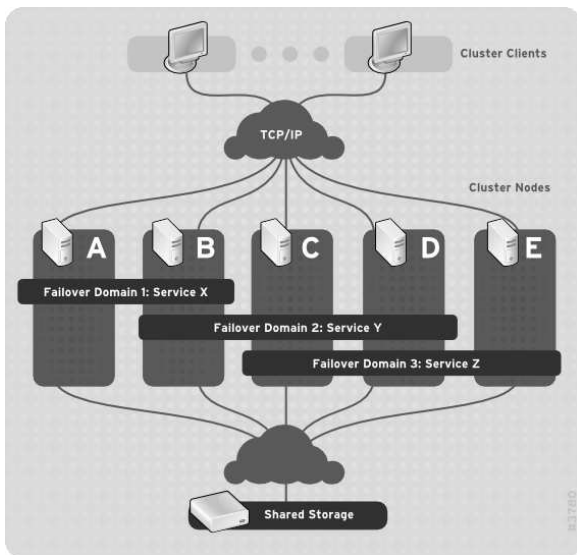 Cluster Clients
TCP/IP
Cluster Nodes
A
B
C
D
E
Failover Domain 1: Service X
Failover Domain 2: Service Y
Failover Domain 3: Service Z
Shared Storage
#3780